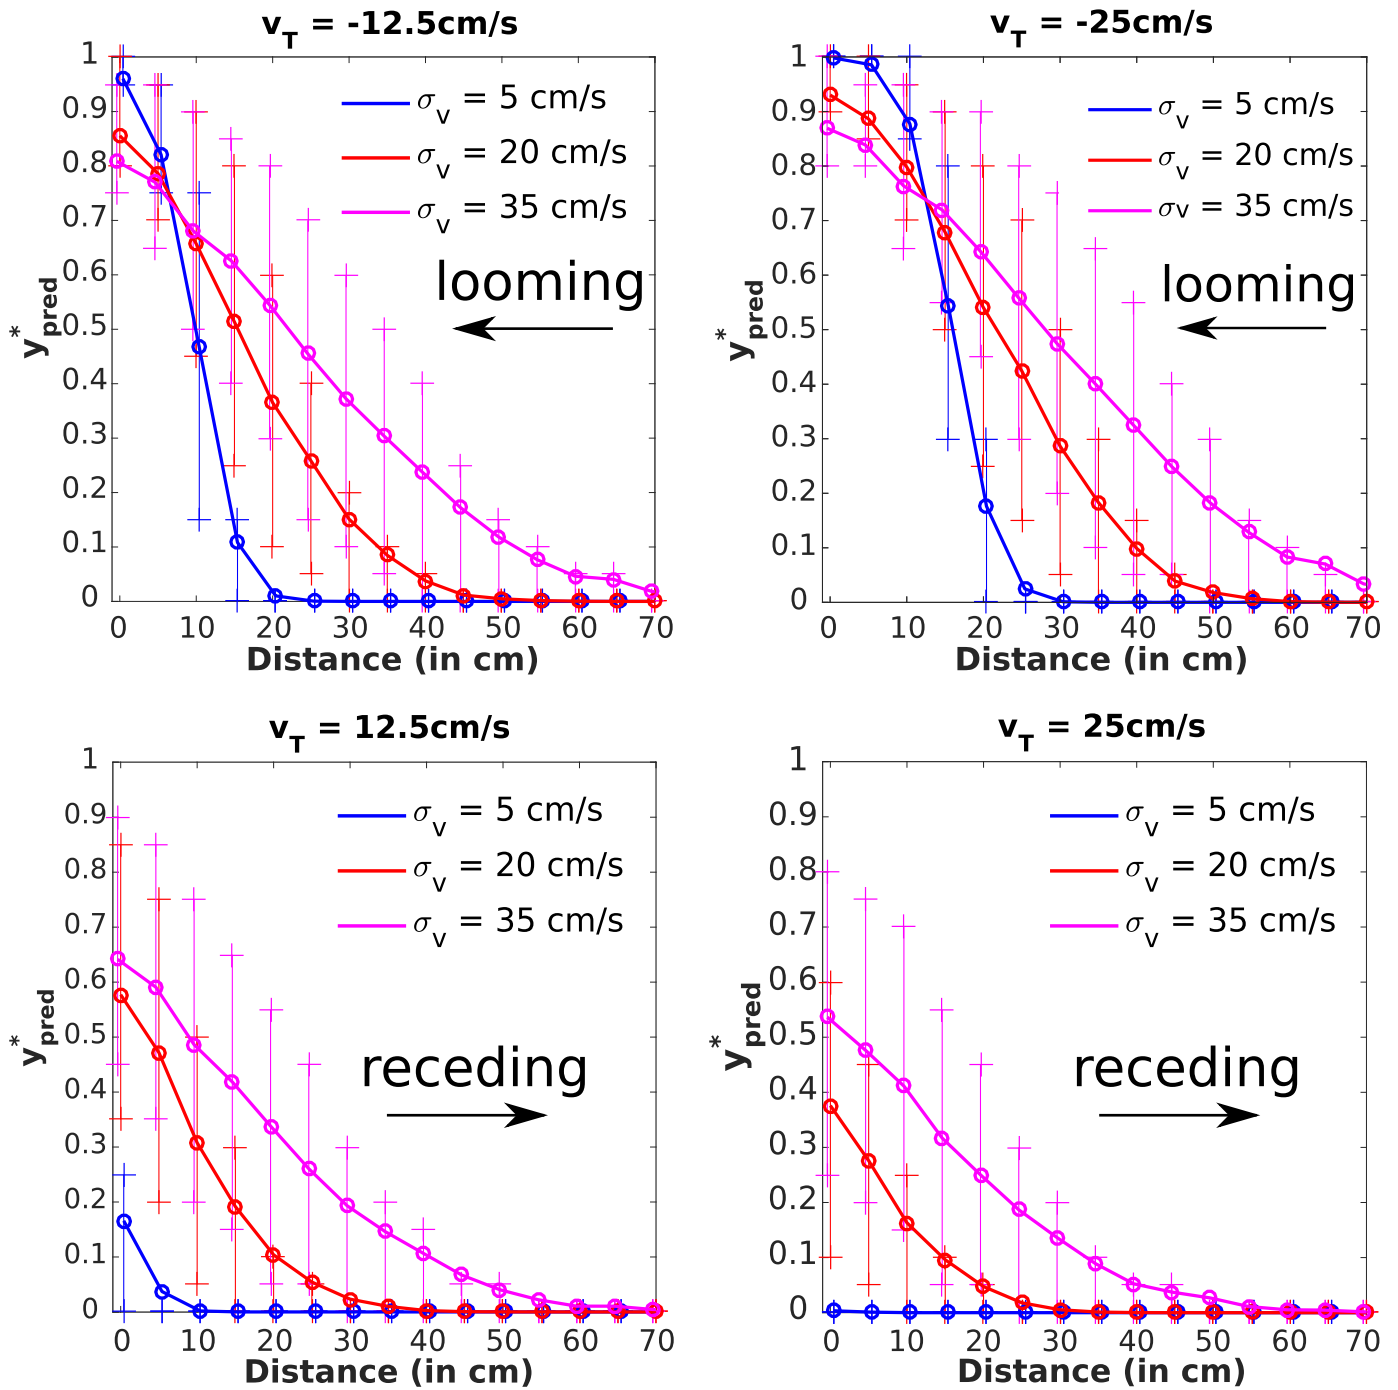 v_T = -12.5cm/s
1
0.9
0.8
0.7
0.6
0.5
0.4
0.3
0.2
0.1
0
y*_pred
σ_v = 5 cm/s
σ_v = 20 cm/s
σ_v = 35 cm/s
looming
0 10 20 30 40 50 60 70
Distance (in cm)
v_T = -25cm/s
1
0.9
0.8
0.7
0.6
0.5
0.4
0.3
0.2
0.1
0
y*_pred
σ_v = 5 cm/s
σ_v = 20 cm/s
σv = 35 cm/s
looming
0 10 20 30 40 50 60 70
Distance (in cm)
v_T = 12.5cm/s
1
0.9
0.8
0.7
0.6
0.5
0.4
0.3
0.2
0.1
0
y*_pred
σ_v = 5 cm/s
σ_v = 20 cm/s
σ_v = 35 cm/s
receding
0 10 20 30 40 50 60 70
Distance (in cm)
v_T = 25cm/s
1
0.9
0.8
0.7
0.6
0.5
0.4
0.3
0.2
0.1
0
y*_pred
σ_v = 5 cm/s
σ_v = 20 cm/s
σ_v = 35 cm/s
receding
0 10 20 30 40 50 60 70
Distance (in cm)